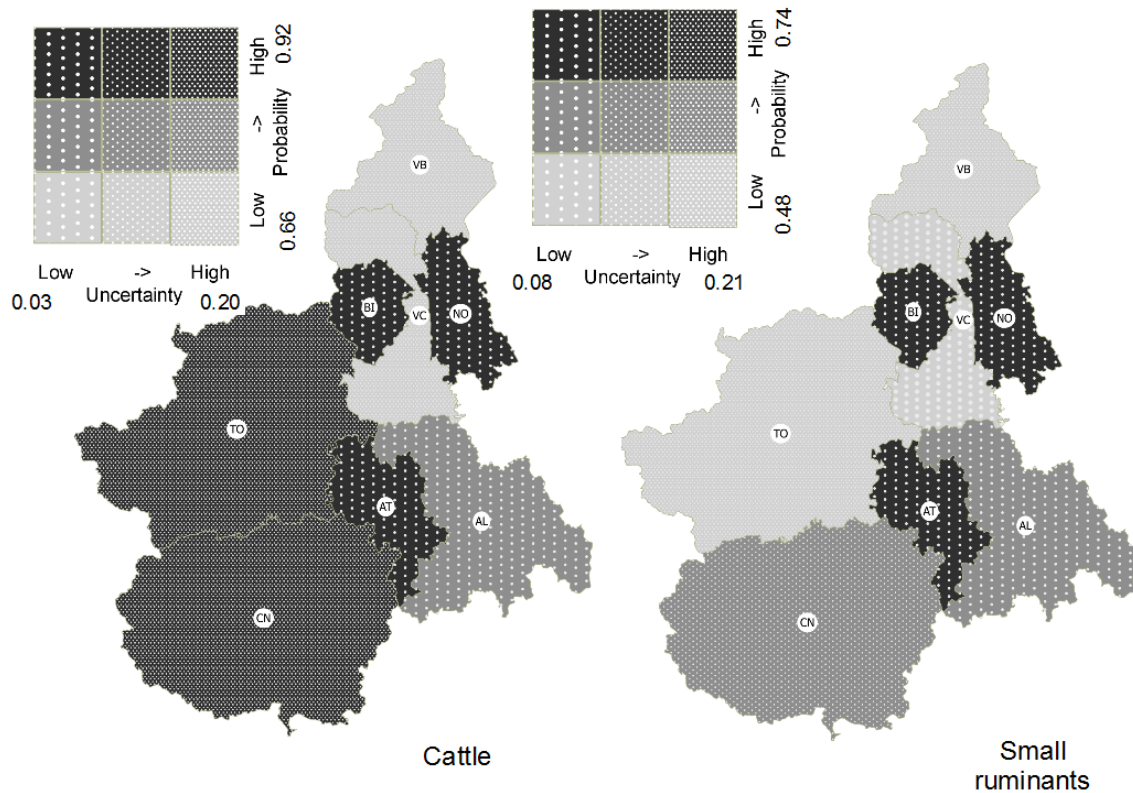 High
0.92
->
Probability
Low
0.66
Low
->
High
0.03
Uncertainty
0.20
High
0.74
->
Probability
Low
0.48
Low
->
High
0.08
Uncertainty
0.21
VB
BI
VC
NO
TO
AT
AL
CN
Cattle
VB
BI
VC
NO
TO
AT
AL
CN
Small
ruminants